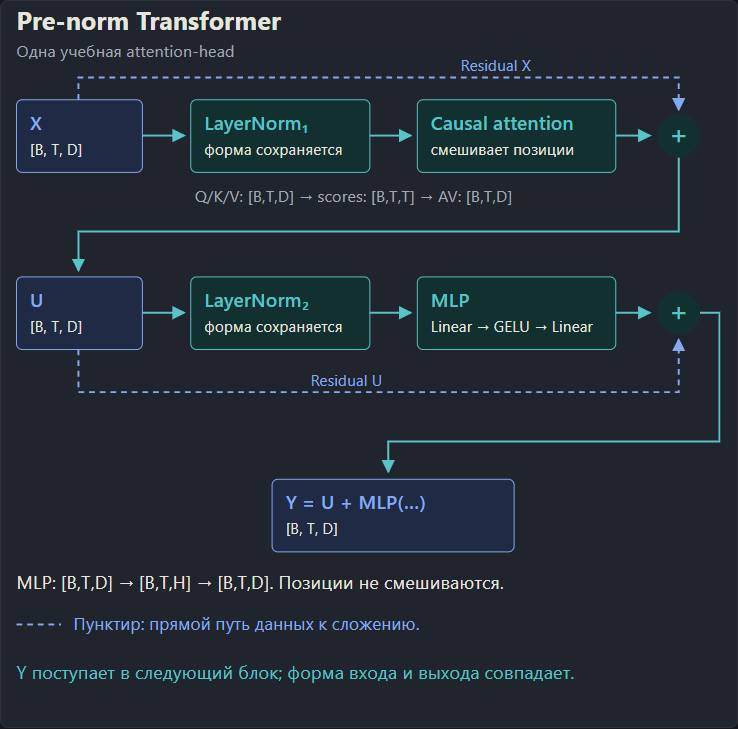 Pre-norm Transformer
Одна учебная attention-head
Residual X
X
[B, T, D]
LayerNorm₁
форма сохраняется
Causal attention
смешивает позиции
+
Q/K/V: [B,T,D] → scores: [B,T,T] → AV: [B,T,D]
U
[B, T, D]
LayerNorm₂
форма сохраняется
MLP
Linear → GELU → Linear
+
Residual U
Y = U + MLP(...)
[B, T, D]
MLP: [B,T,D] → [B,T,H] → [B,T,D]. Позиции не смешиваются.
Пунктир: прямой путь данных к сложению.
Y поступает в следующий блок; форма входа и выхода совпадает.